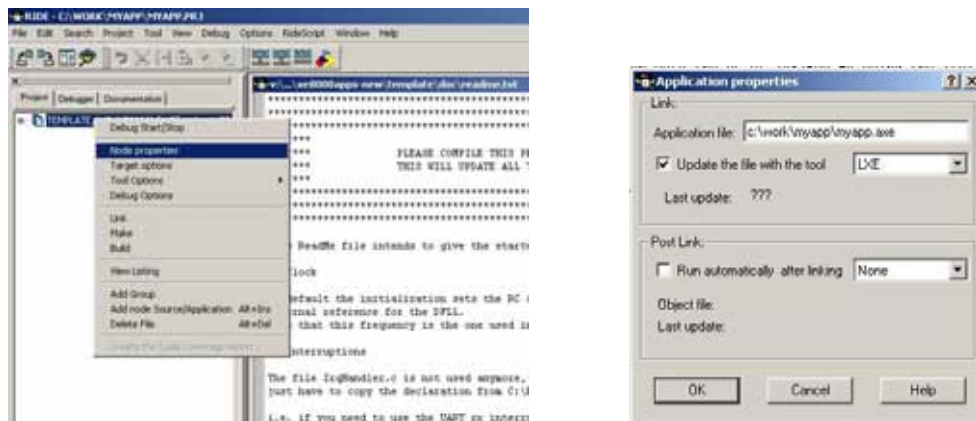 RIDE - C:\WORK\MYAPP\MYAPP.PRJ
File Edit Search Project Tool View Debug Options RideScript Window Help
Project Debugger Documentation
TEMPLATE
Debug Start/Stop
Node properties
Target options
Tool Options
Debug Options
Link
Make
Build
View Listing
Add Group
Add node Source/Application Alt+Ins
Delete File Alt+Del
PLEASE COMPILE THIS
THIS WILL UPDATE ALL
ReadMe file intends to give the
lock
default the initialization sets the RC
rnal reference for the DFLL.
that this frequency is the one used
nterruptions
The file IrqHandler.c is not used anymore,
just have to copy the declaration from C:\
i.e. if you need to use the UART rx
Application properties
Link:
Application file: c:\work\myapp\myapp.axe
Update the file with the tool LXE
Last update: ???
Post Link:
Run automatically after linking None
Object file:
Last update:
OK Cancel Help